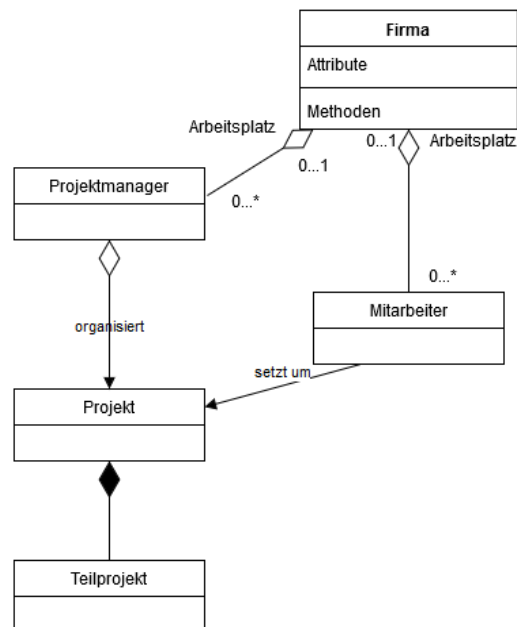 Firma
Attribute
Methoden
Arbeitsplatz
0...1
0...1
Arbeitsplatz
Projektmanager
0...*
0...*
Mitarbeiter
organisiert
setzt um
Projekt
Teilprojekt